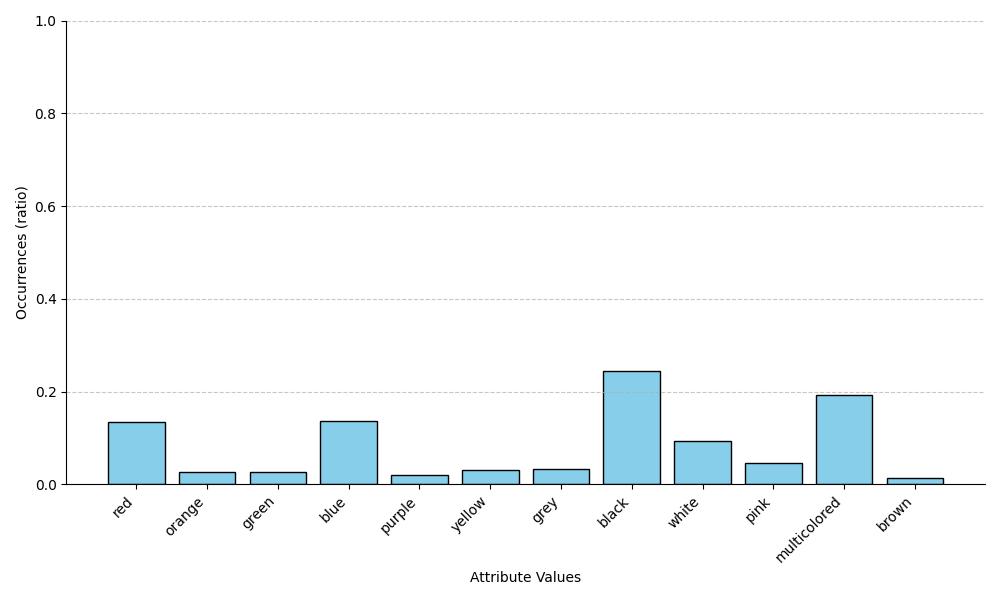 1.0
0.8
0.6
0.4
0.2
0.0
Occurrences (ratio)
red
orange
green
blue
purple
yellow
grey
black
white
pink
multicolored
brown
Attribute Values